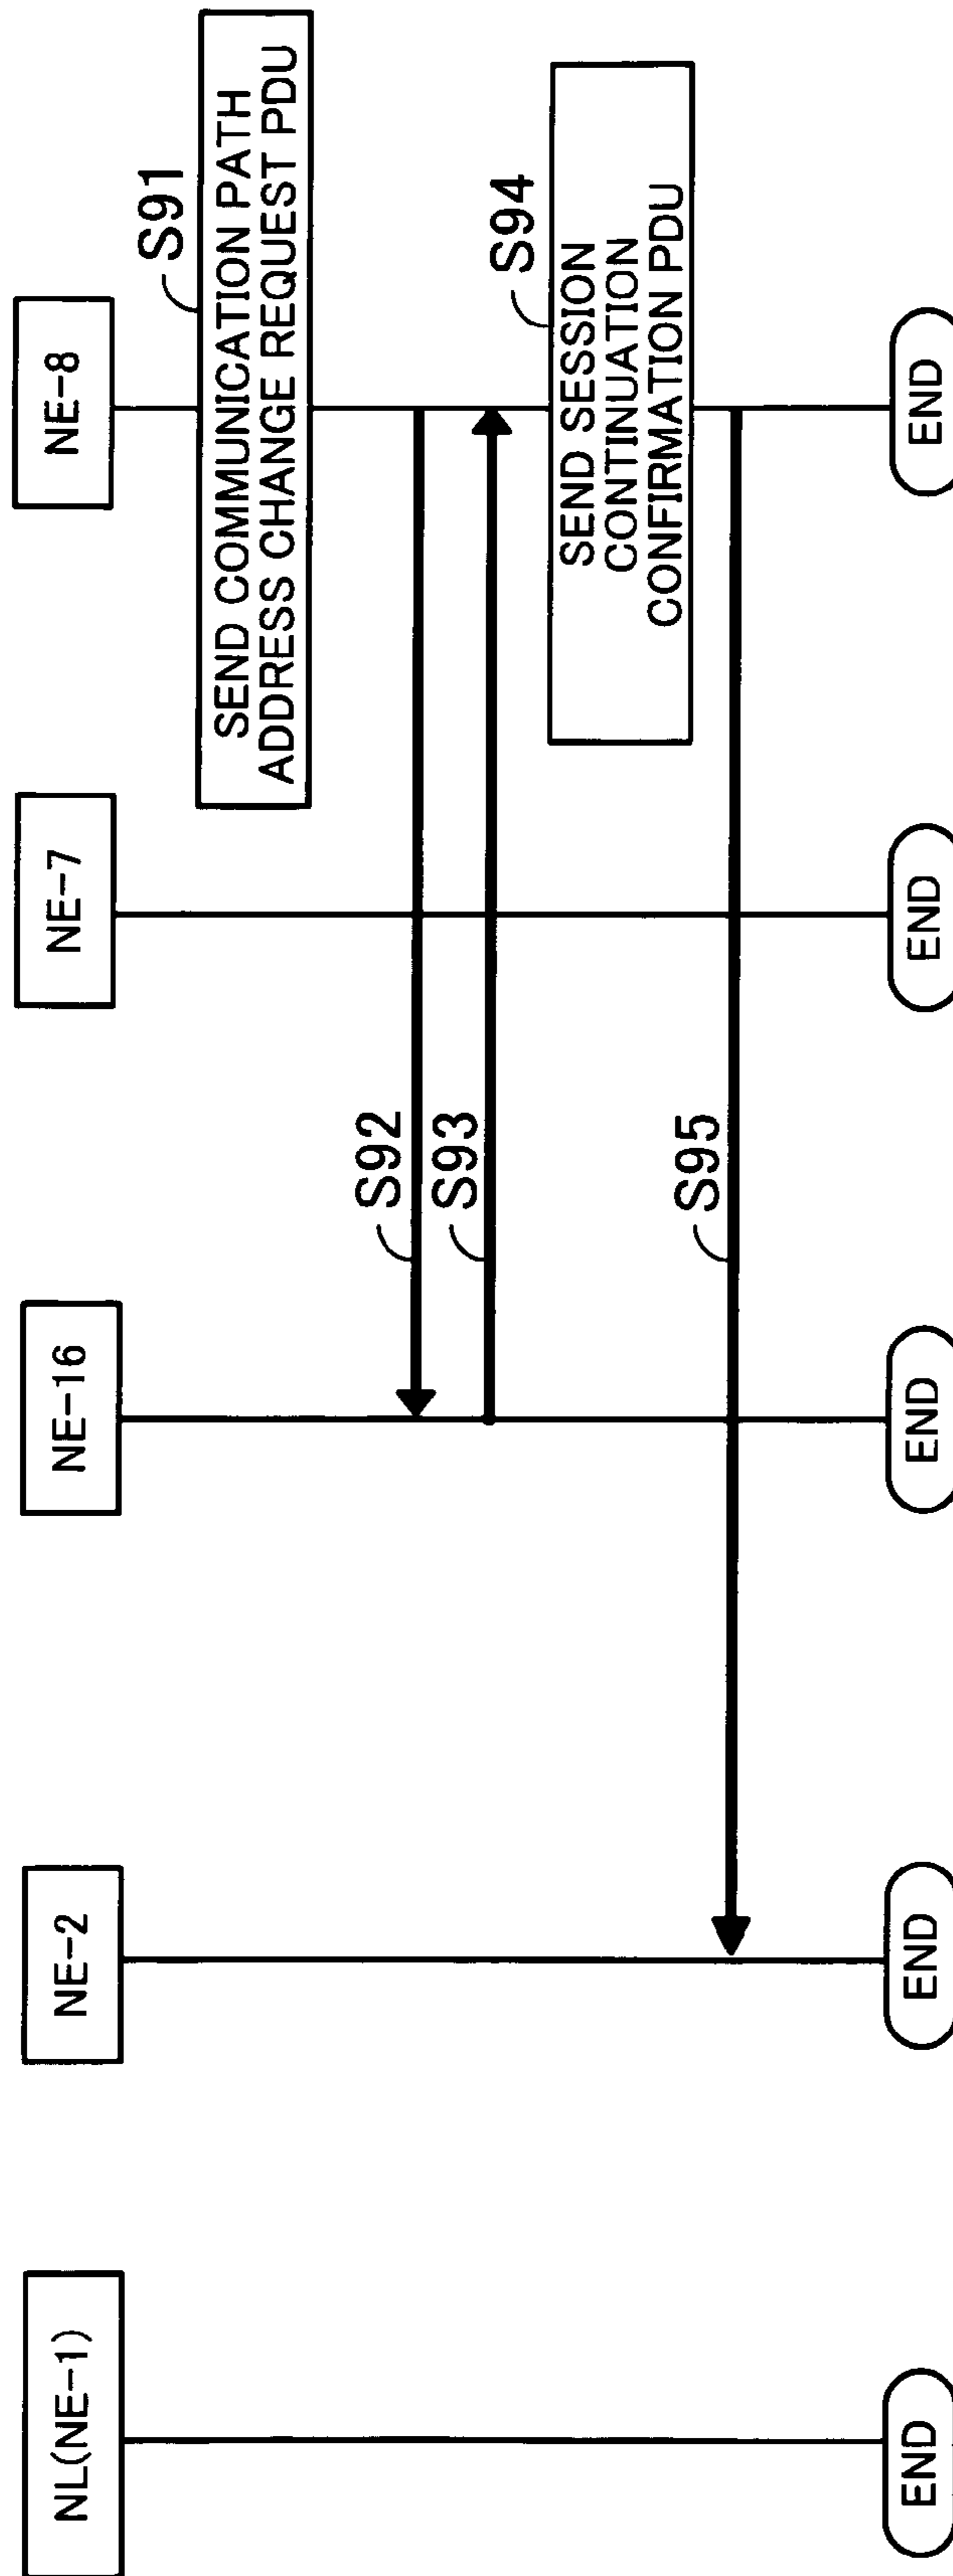 NL(NE-1)
NE-2
NE-16
NE-7
NE-8
S91
SEND COMMUNICATION PATH
ADDRESS CHANGE REQUEST PDU
S92
S93
S94
SEND SESSION
CONTINUATION
CONFIRMATION PDU
S95
END
END
END
END
END